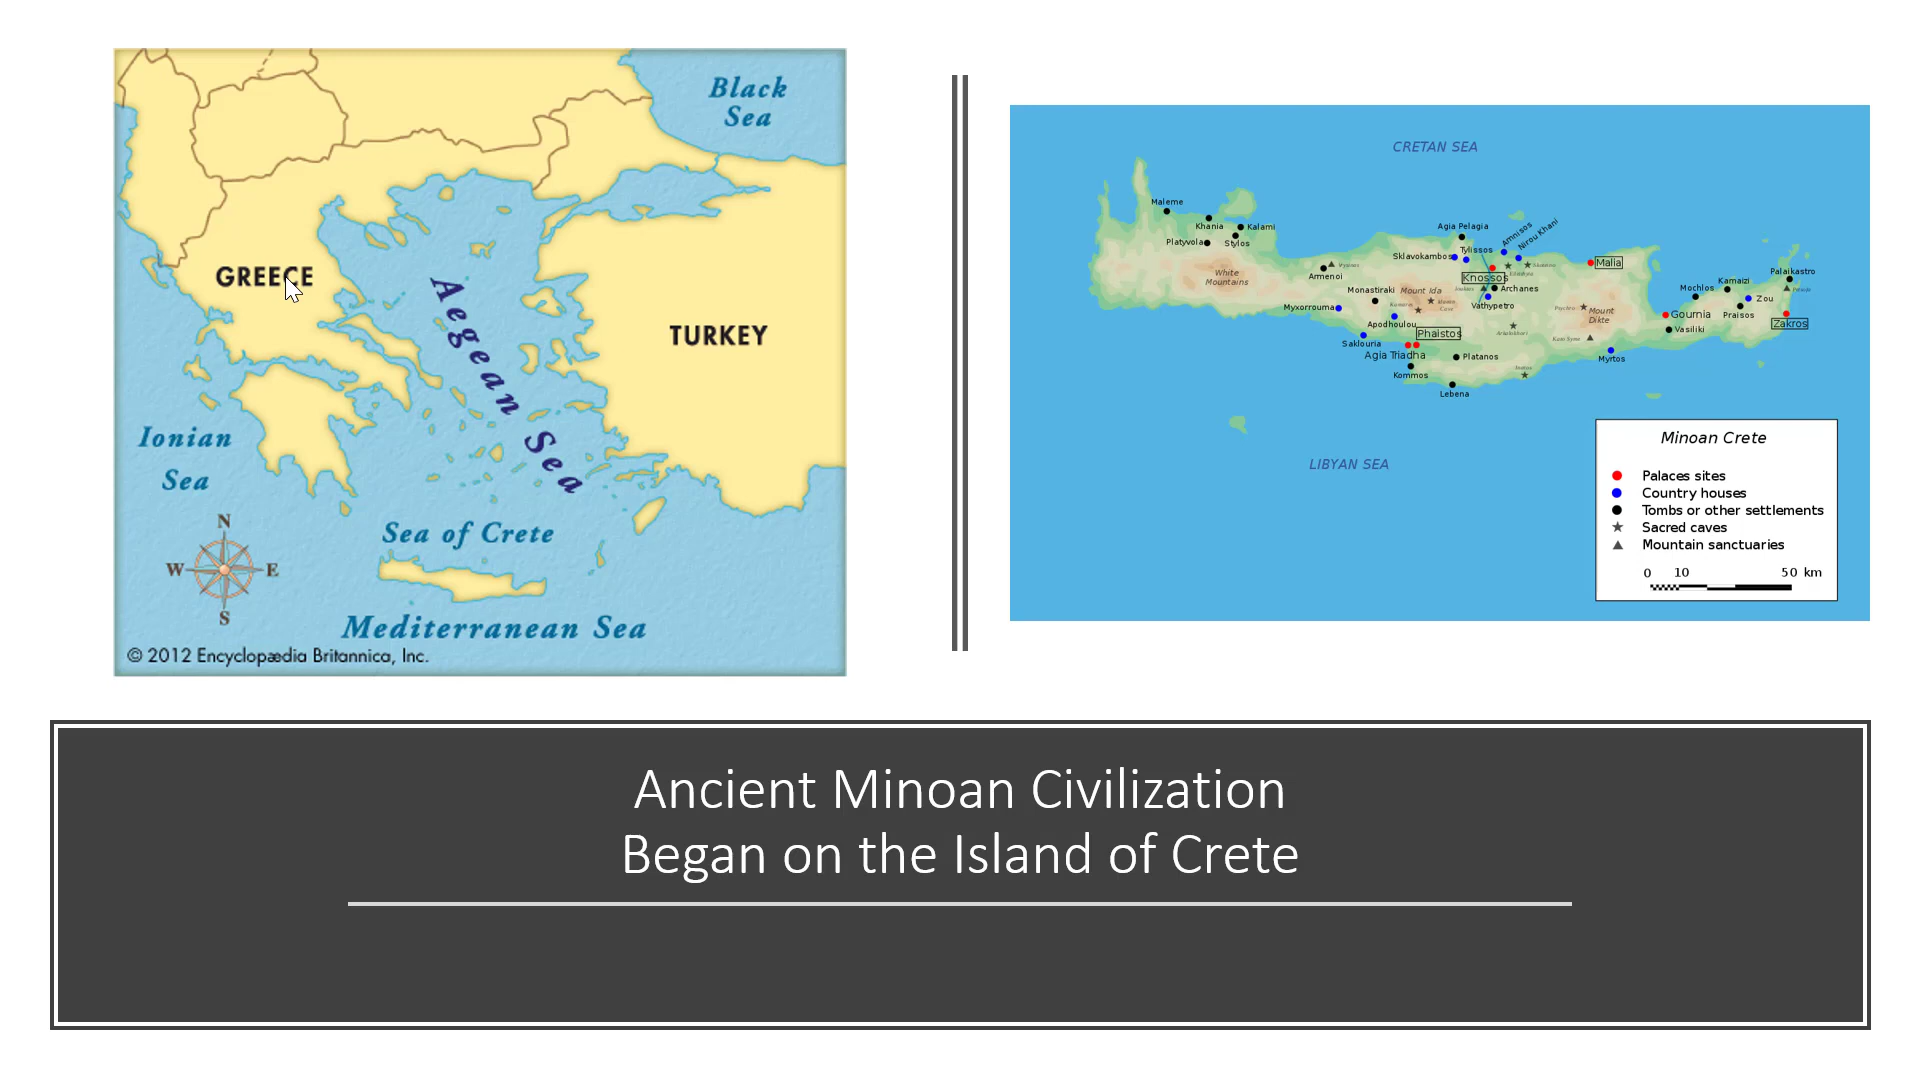 Black
Sea
GREECE
TURKEY
Aegean Sea
Ionian
Sea
Sea of Crete
N
W
E
S
Mediterranean Sea
© 2012 Encyclopædia Britannica, Inc.
CRETAN SEA
Maleme
Khania
Kalami
Platyvola
Stylos
White
Mountains
Armenoi
Agia Pelagia
Sklavokambos
Tylissos
Amnisos
Nirou Khani
Knossos
Archanes
Vathypetro
Monastiraki
Mount Ida
Myxorrouma
Apodhoulou
Saklouria
Phaistos
Agia Triadha
Kommos
Platanos
Lebena
Malia
Mount
Dikte
Myrtos
Gournia
Vasiliki
Mochlos
Kamaizi
Zou
Praisos
Palaikastro
Zakros
LIBYAN SEA
Minoan Crete
Palaces sites
Country houses
Tombs or other settlements
Sacred caves
Mountain sanctuaries
0 10 50 km
Ancient Minoan Civilization
Began on the Island of Crete